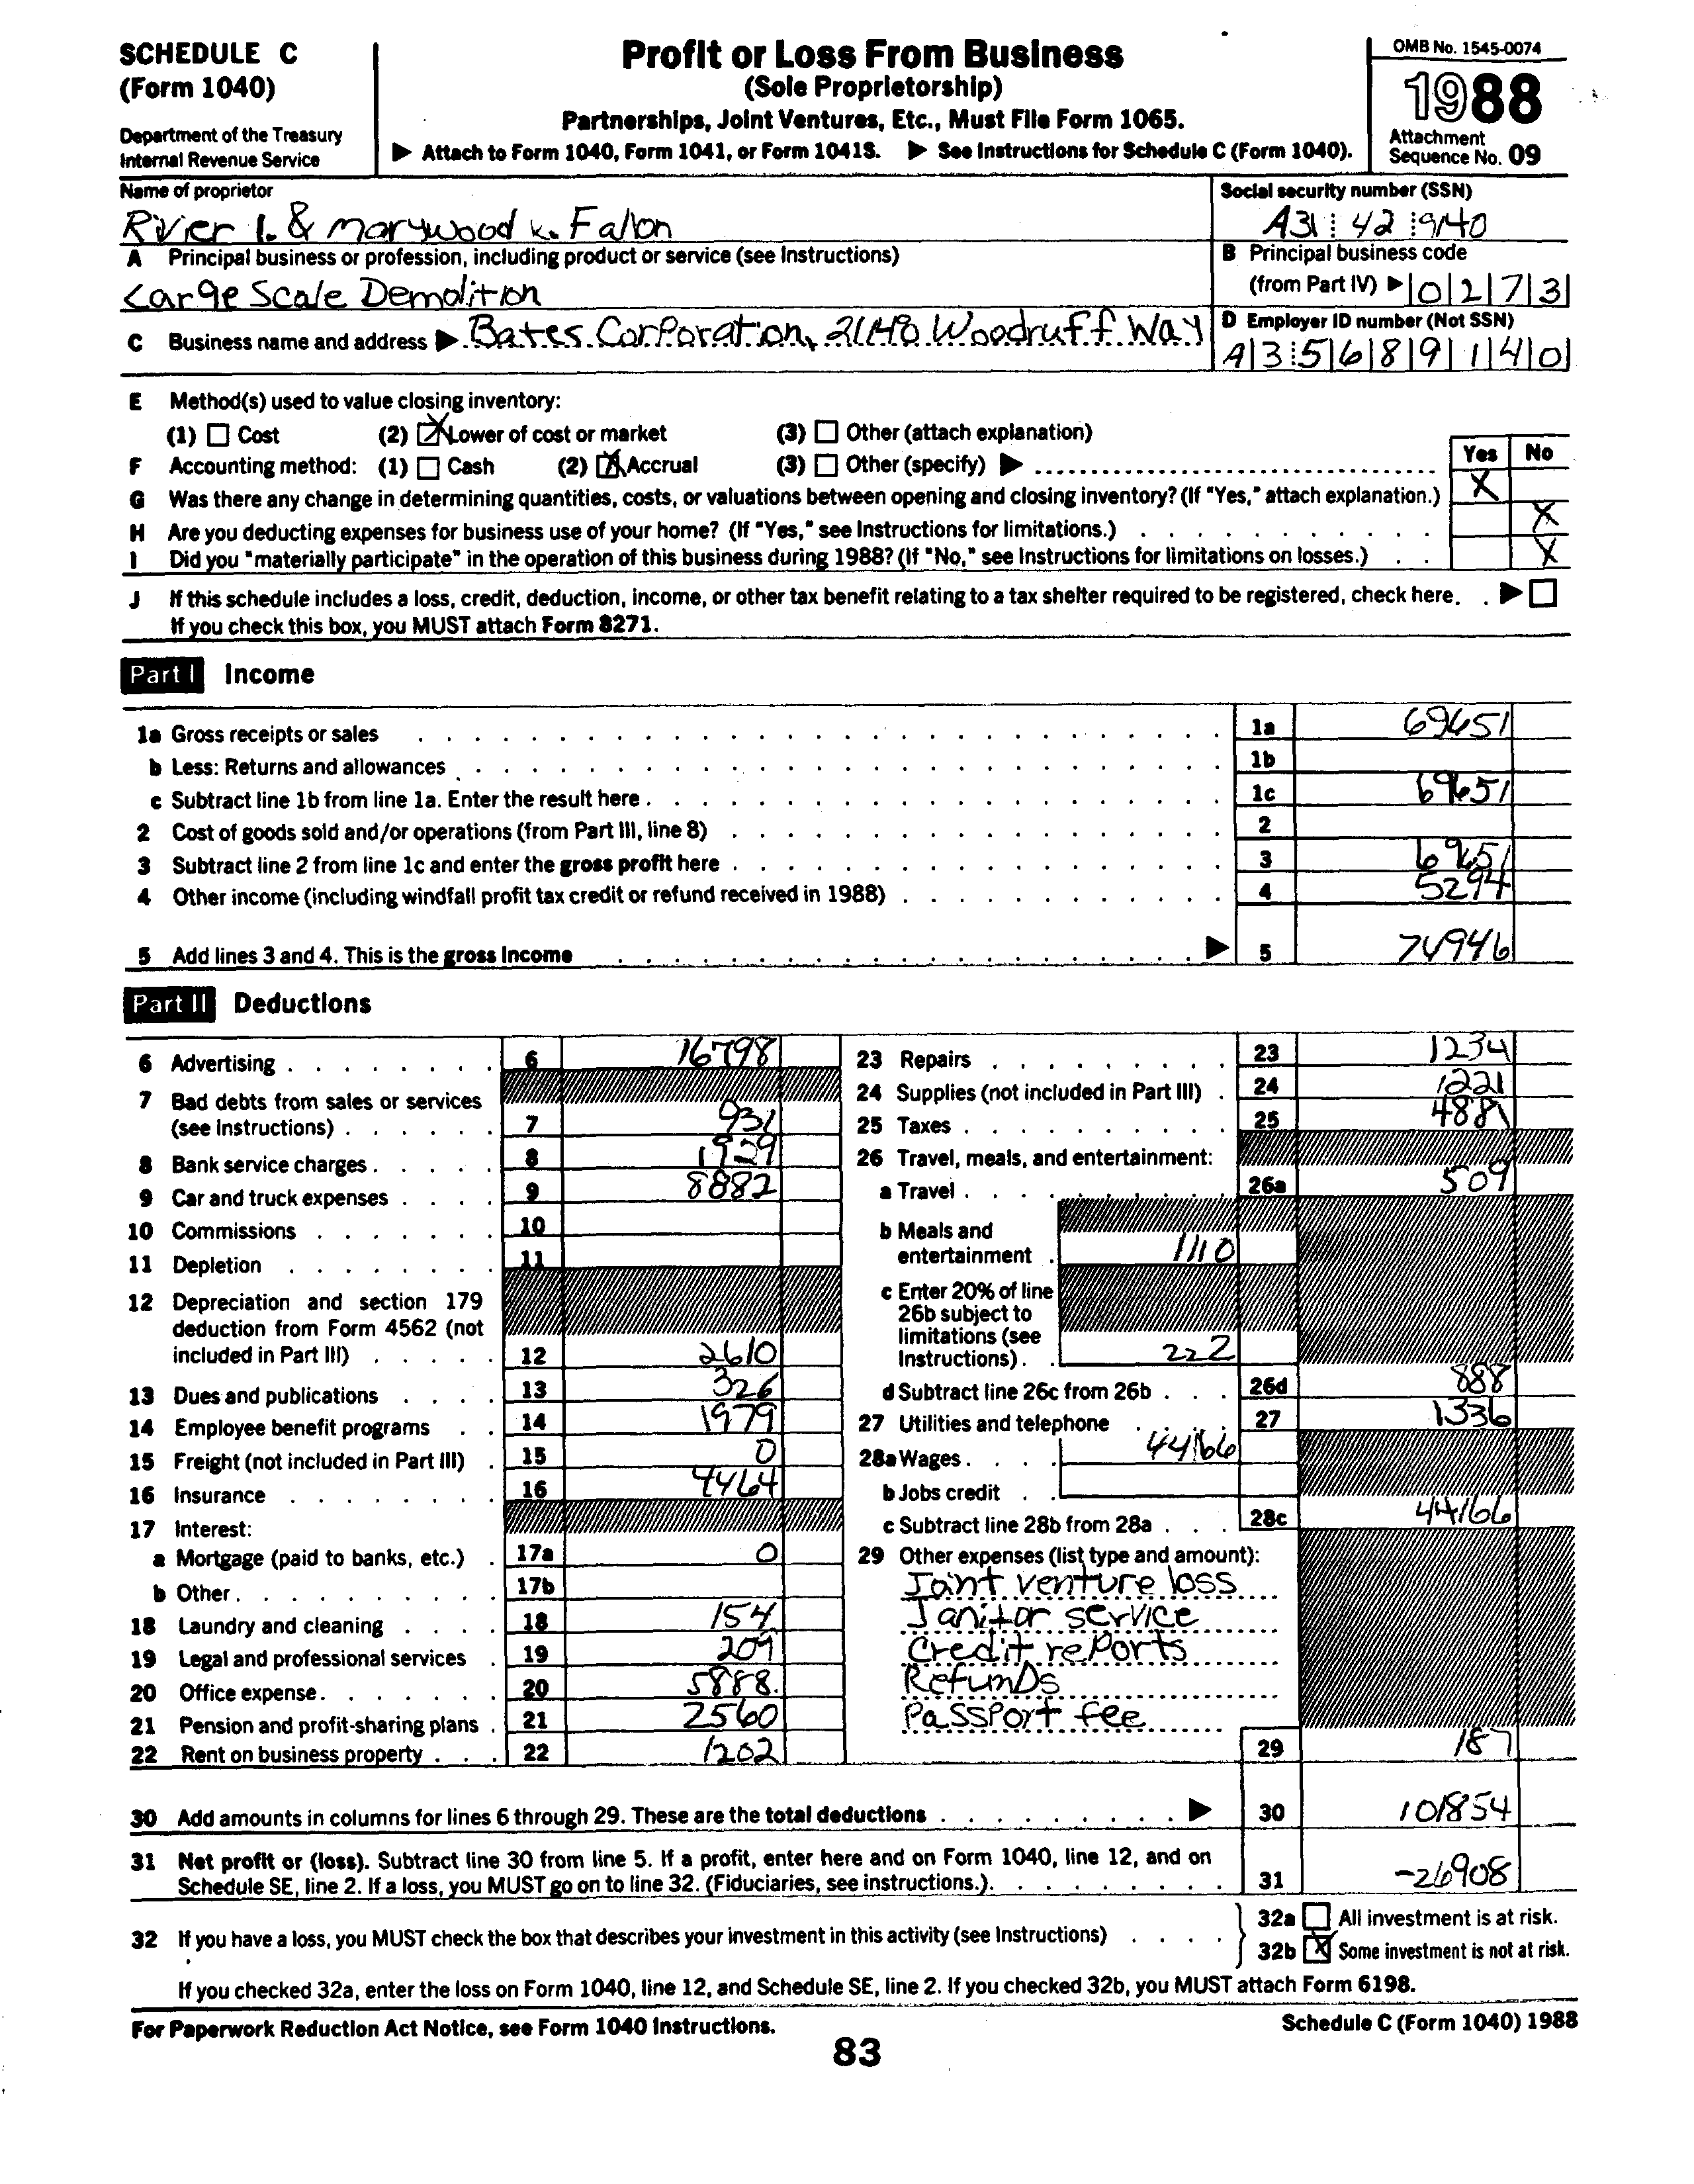 SCHEDULE C
(Form 1040)
Department of the Treasury
Internal Revenue Service
Profit or Loss From Business
(Sole Proprietorship)
Partnerships, Joint Ventures, Etc., Must File Form 1065.
▶ Attach to Form 1040, Form 1041, or Form 1041S. ▶ See Instructions for Schedule C (Form 1040).
OMB No. 1545-0074
1988
Attachment
Sequence No. 09
Name of proprietor
Rivier I. & marywood k. Fallon
Social security number (SSN)
A31 42 9140
A Principal business or profession, including product or service (see Instructions)
Large Scale Demolition
B Principal business code
(from Part IV) ▶ 0 2 7 3
C Business name and address ▶ Bates Corporation, 21140 Woodruff Way
D Employer ID number (Not SSN)
A 3 5 6 8 9 1 4 0
E Method(s) used to value closing inventory:
(1) ☐ Cost (2) ☒ Lower of cost or market (3) ☐ Other (attach explanation)
F Accounting method: (1) ☐ Cash (2) ☒ Accrual (3) ☐ Other (specify) ▶
Yes No
G Was there any change in determining quantities, costs, or valuations between opening and closing inventory? (If "Yes," attach explanation.) X
H Are you deducting expenses for business use of your home? (If "Yes," see Instructions for limitations.) X
I Did you "materially participate" in the operation of this business during 1988? (If "No," see Instructions for limitations on losses.) X
J If this schedule includes a loss, credit, deduction, income, or other tax benefit relating to a tax shelter required to be registered, check here. ▶ ☐
If you check this box, you MUST attach Form 8271.
Part I Income
1a Gross receipts or sales 1a 69651
b Less: Returns and allowances 1b
c Subtract line 1b from line 1a. Enter the result here 1c 69651
2 Cost of goods sold and/or operations (from Part III, line 8) 2
3 Subtract line 2 from line 1c and enter the gross profit here 3 69651
4 Other income (including windfall profit tax credit or refund received in 1988) 4 5294
5 Add lines 3 and 4. This is the gross income ▶ 5 74946
Part II Deductions
6 Advertising 6 16798
7 Bad debts from sales or services
(see Instructions) 7 931
8 Bank service charges 8 1929
9 Car and truck expenses 9 8882
10 Commissions 10
11 Depletion 11
12 Depreciation and section 179
deduction from Form 4562 (not
included in Part III) 12 2610
13 Dues and publications 13 326
14 Employee benefit programs 14 1979
15 Freight (not included in Part III) 15 0
16 Insurance 16 4464
17 Interest:
a Mortgage (paid to banks, etc.) 17a 0
b Other 17b
18 Laundry and cleaning 18 154
19 Legal and professional services 19 209
20 Office expense 20 5888.
21 Pension and profit-sharing plans 21 2560
22 Rent on business property 22 1202
23 Repairs 23 1234
24 Supplies (not included in Part III) 24 1221
25 Taxes 25 4881
26 Travel, meals, and entertainment:
a Travel 26a 509
b Meals and
entertainment 1110
c Enter 20% of line
26b subject to
limitations (see
Instructions) 222
d Subtract line 26c from 26b 26d 888
27 Utilities and telephone 27 1336
28a Wages 44166
b Jobs credit
c Subtract line 28b from 28a 28c 44166
29 Other expenses (list type and amount):
Joint venture loss
Janitor service
Credit reports
Refunds
Passport fee
29 187
30 Add amounts in columns for lines 6 through 29. These are the total deductions ▶ 30 101854
31 Net profit or (loss). Subtract line 30 from line 5. If a profit, enter here and on Form 1040, line 12, and on
Schedule SE, line 2. If a loss, you MUST go on to line 32. (Fiduciaries, see instructions.) 31 -26908
32 If you have a loss, you MUST check the box that describes your investment in this activity (see Instructions)
32a ☐ All investment is at risk.
32b ☒ Some investment is not at risk.
If you checked 32a, enter the loss on Form 1040, line 12, and Schedule SE, line 2. If you checked 32b, you MUST attach Form 6198.
For Paperwork Reduction Act Notice, see Form 1040 Instructions.
Schedule C (Form 1040) 1988
83